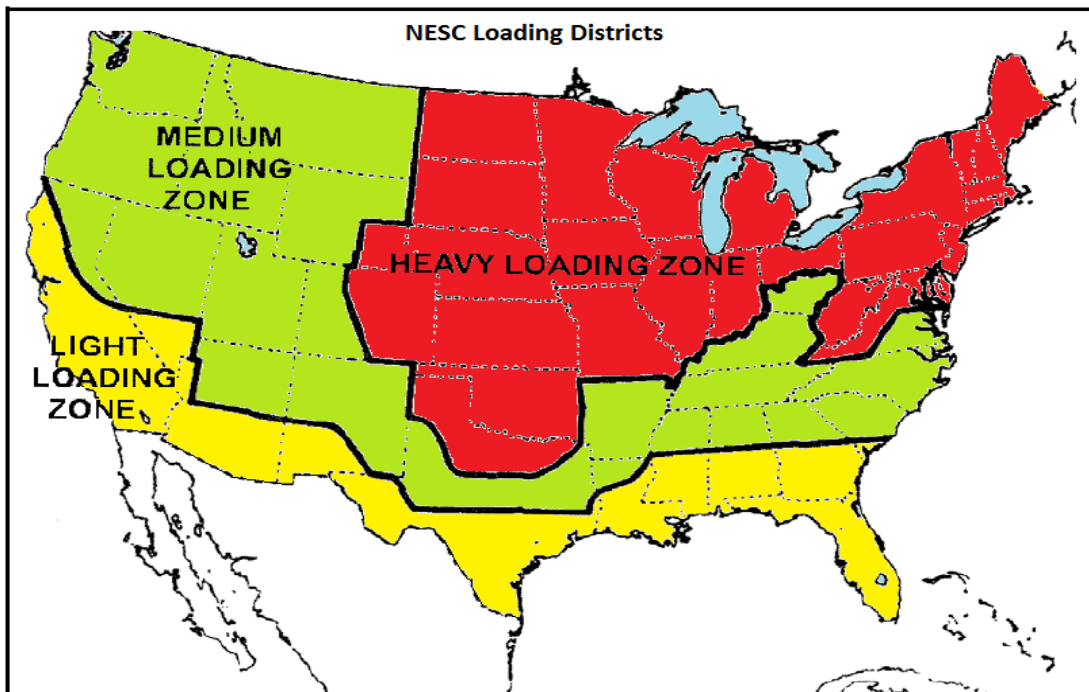 NESC Loading Districts
MEDIUM
LOADING
ZONE
HEAVY LOADING ZONE
LIGHT
LOADING
ZONE